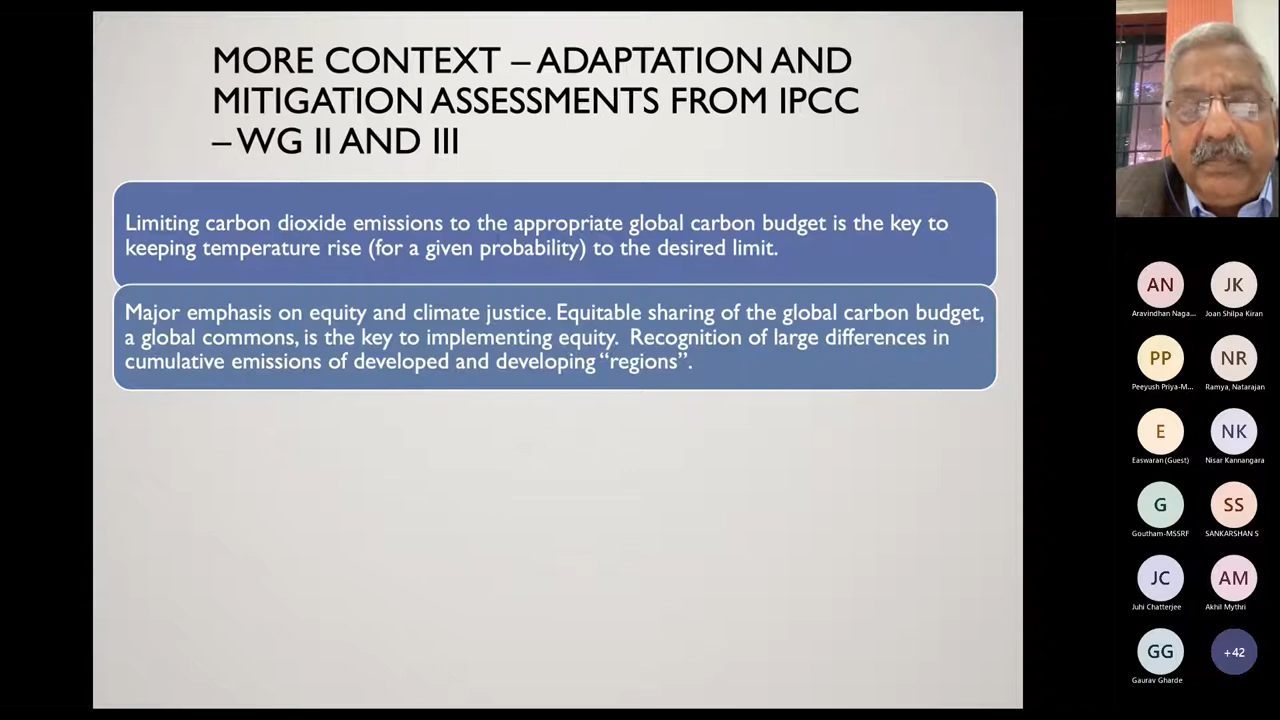 MORE CONTEXT – ADAPTATION AND
MITIGATION ASSESSMENTS FROM IPCC
– WG II AND III
Limiting carbon dioxide emissions to the appropriate global carbon budget is the key to
keeping temperature rise (for a given probability) to the desired limit.
Major emphasis on equity and climate justice. Equitable sharing of the global carbon budget,
a global commons, is the key to implementing equity. Recognition of large differences in
cumulative emissions of developed and developing “regions”.
AN
JK
Aravindhan Naga...
Joan Shilpa Kiran
PP
NR
Peeyush Priya-M...
Ramya, Natarajan
E
NK
Easwaran (Guest)
Nisar Kannangara
G
SS
Goutham-MSSRF
SANKARSHAN S
JC
AM
Juhi Chatterjee
Akhil Mythri
GG
+42
Gaurav Gharde